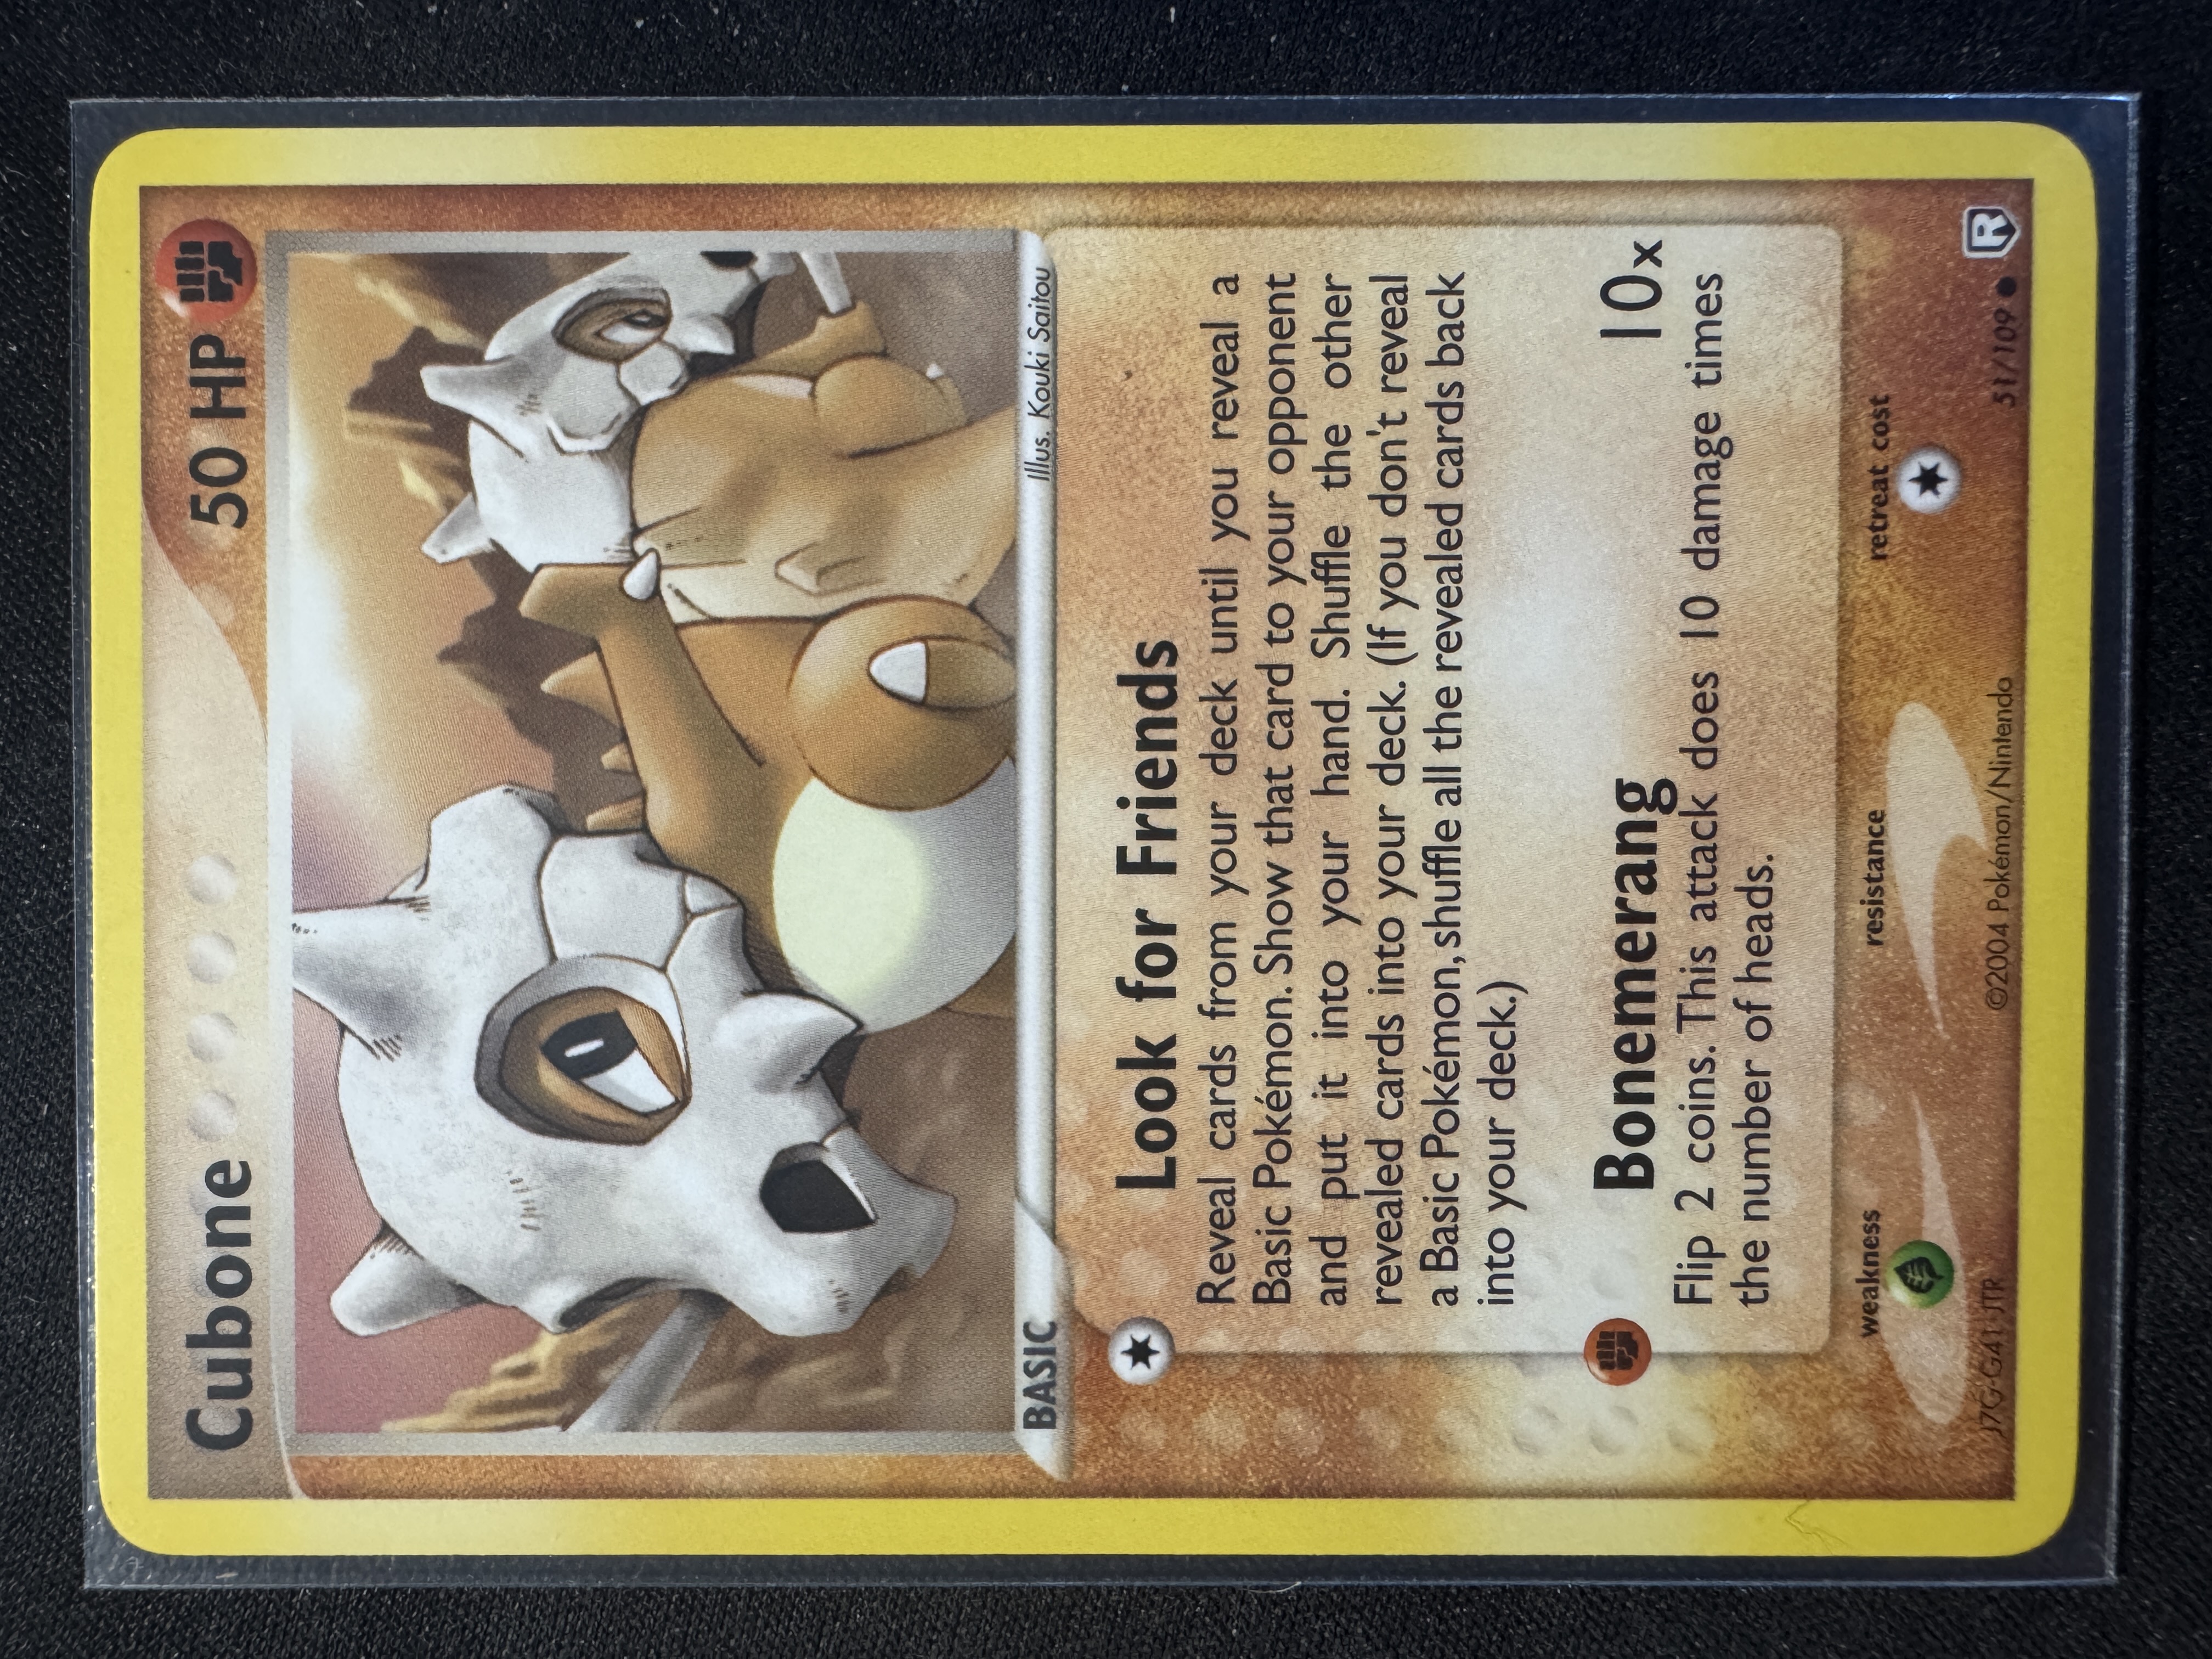 Cubone
50 HP
BASIC
Illus. Kouki Saitou
Look for Friends
Reveal cards from your deck until you reveal a
Basic Pokémon. Show that card to your opponent
and put it into your hand. Shuffle the other
revealed cards into your deck. (If you don't reveal
a Basic Pokémon, shuffle all the revealed cards back
into your deck.)
Bonemerang 10x
Flip 2 coins. This attack does 10 damage times
the number of heads.
weakness resistance retreat cost
J7G-G41-JTR ©2004 Pokémon/Nintendo 51/109 ● R